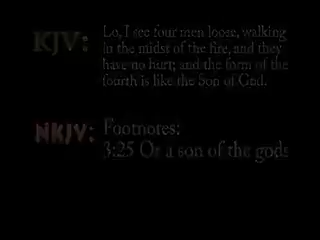 KJV: Lo, I see four men loose, walking
in the midst of the fire, and they
have no hurt; and the form of the
fourth is like the Son of God.
NKJV: Footnotes:
3:25 Or a son of the gods